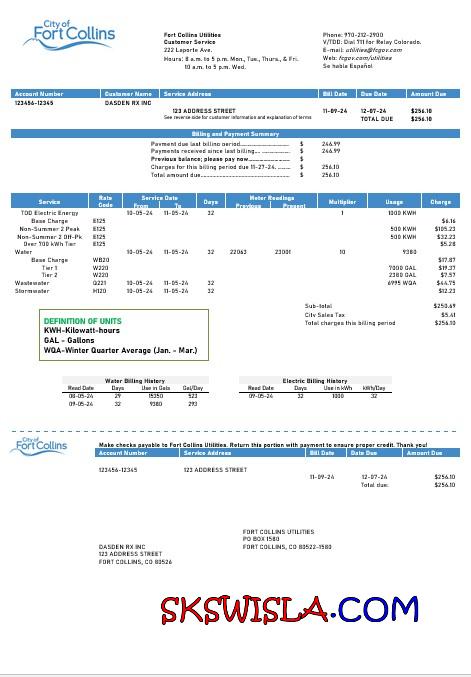 City of
Fort Collins
Fort Collins Utilities
Customer Service
222 Laporte Ave.
Hours: 8 a.m. to 5 p.m. Mon., Tue., Thurs., & Fri.
10 a.m. to 5 p.m. Wed.
Phone: 970-212-2900
V/TDD: Dial 711 for Relay Colorado.
E-mail: utilities@fcgov.com
Web: fcgov.com/utilities
Se hable Español
Account Number Customer Name Service Address Bill Date Due Date Amount Due
123456-12345 DASDEN RX INC
123 ADDRESS STREET 11-09-24 12-07-24 $256.10
See reverse side for customer information and explanation of terms TOTAL DUE $256.10
Billing and Payment Summary
Payment due last billing period $ 246.99
Payments received since last billing $ 246.99
Previous balance; please pay now $
Charges for this billing period due 11-27-24 $ 256.10
Total amount due $ 256.10
Service Rate Code Service Date From To Days Meter Readings Previous Present Multiplier Usage Charge
TOD Electric Energy 10-05-24 11-05-24 32 1 1000 KWH
Base Charge E125 $6.16
Non-Summer 2 Peak E125 500 KWH $105.23
Non-Summer 2 Off-Pk E125 500 KWH $32.23
Over 700 kWh Tier E125 $5.28
Water 10-05-24 11-05-24 32 22063 23001 10 9380
Base Charge WB20 $17.87
Tier 1 W220 7000 GAL $19.37
Tier 2 W220 2380 GAL $7.57
Wastewater Q221 10-05-24 11-05-24 32 6995 WQA $44.75
Stormwater H120 10-05-24 11-05-24 32 $12.23
Sub-total $250.69
City Sales Tax $5.41
Total charges this billing period $256.10
DEFINITION OF UNITS
KWH-Kilowatt-hours
GAL - Gallons
WQA-Winter Quarter Average (Jan. - Mar.)
Water Billing History
Read Date Days Use in Gals Gal/Day
08-05-24 29 15350 523
09-05-24 32 9380 293
Electric Billing History
Read Date Days Use in kWh kWh/Day
09-05-24 32 1000 32
City of
Fort Collins
Make checks payable to Fort Collins Utilities. Return this portion with payment to ensure proper credit. Thank you!
Account Number Service Address Bill Date Date Due Amount Due
123456-12345 123 ADDRESS STREET
11-09-24 12-07-24 $256.10
Total due: $256.10
FORT COLLINS UTILITIES
PO BOX 1580
FORT COLLINS, CO 80522-1580
DASDEN RX INC
123 ADDRESS STREET
FORT COLLINS, CO 80526
SKSWISLA.COM